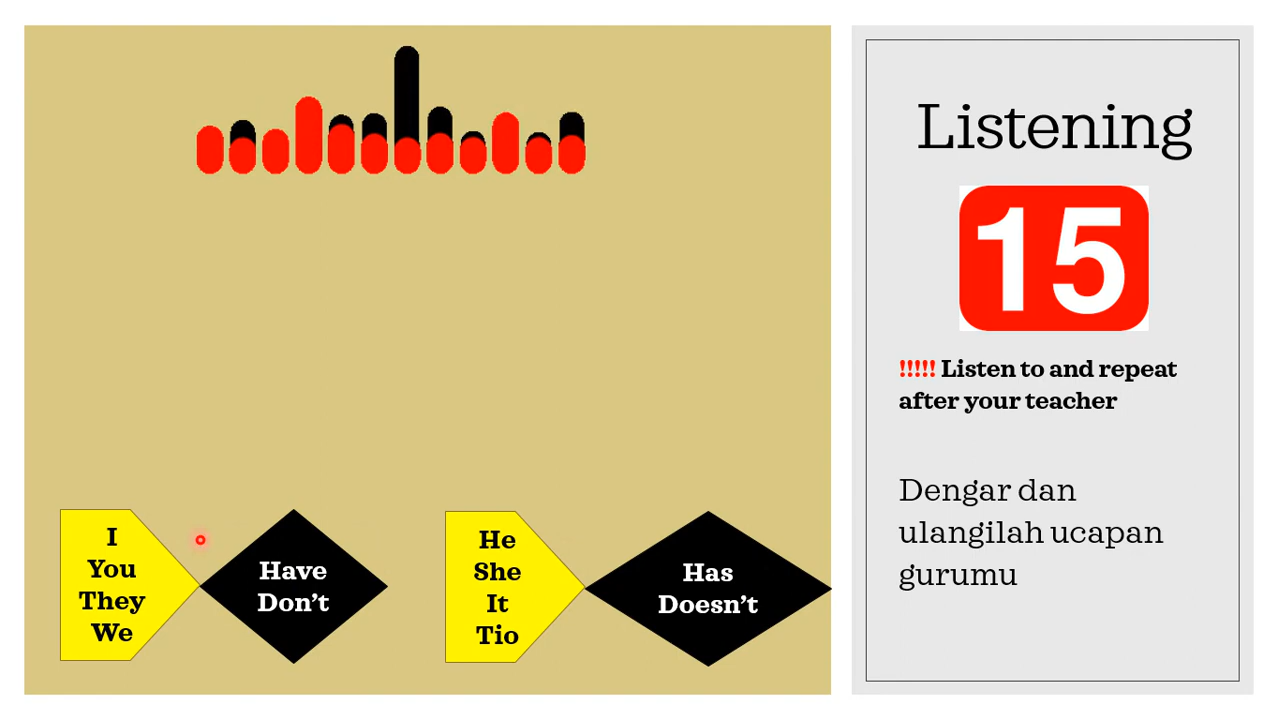 I
You
They
We
Have
Don't
He
She
It
Tio
Has
Doesn't
Listening
15
!!!!! Listen to and repeat
after your teacher
Dengar dan
ulangilah ucapan
gurumu